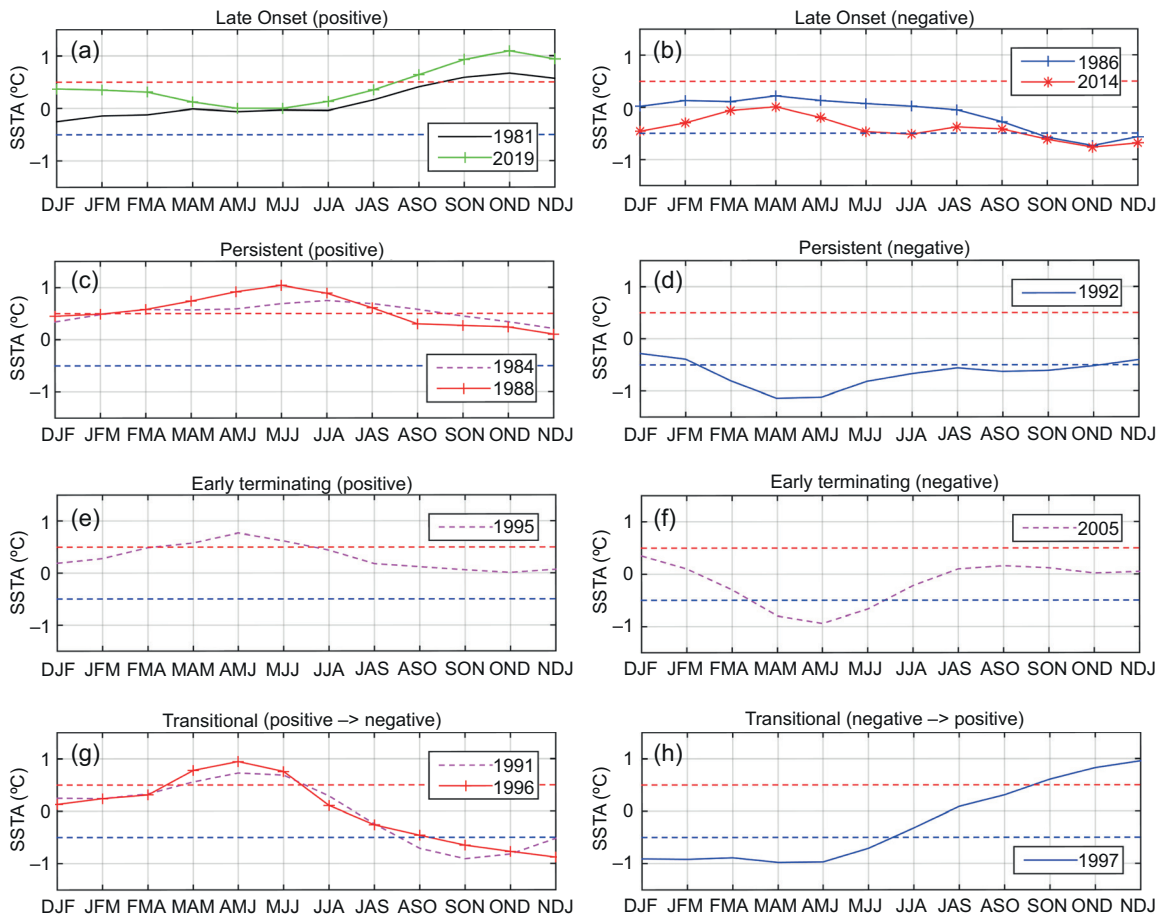 Late Onset (positive)
(a)
SSTA (ºC)
1
0
–1
1981
2019
DJF JFM FMA MAM AMJ MJJ JJA JAS ASO SON OND NDJ
Late Onset (negative)
(b)
SSTA (ºC)
1
0
–1
1986
2014
DJF JFM FMA MAM AMJ MJJ JJA JAS ASO SON OND NDJ
Persistent (positive)
(c)
SSTA (ºC)
1
0
–1
1984
1988
DJF JFM FMA MAM AMJ MJJ JJA JAS ASO SON OND NDJ
Persistent (negative)
(d)
SSTA (ºC)
1
0
–1
1992
DJF JFM FMA MAM AMJ MJJ JJA JAS ASO SON OND NDJ
Early terminating (positive)
(e)
SSTA (ºC)
1
0
–1
1995
DJF JFM FMA MAM AMJ MJJ JJA JAS ASO SON OND NDJ
Early terminating (negative)
(f)
SSTA (ºC)
1
0
–1
2005
DJF JFM FMA MAM AMJ MJJ JJA JAS ASO SON OND NDJ
Transitional (positive –> negative)
(g)
SSTA (ºC)
1
0
–1
1991
1996
DJF JFM FMA MAM AMJ MJJ JJA JAS ASO SON OND NDJ
Transitional (negative –> positive)
(h)
SSTA (ºC)
1
0
–1
1997
DJF JFM FMA MAM AMJ MJJ JJA JAS ASO SON OND NDJ